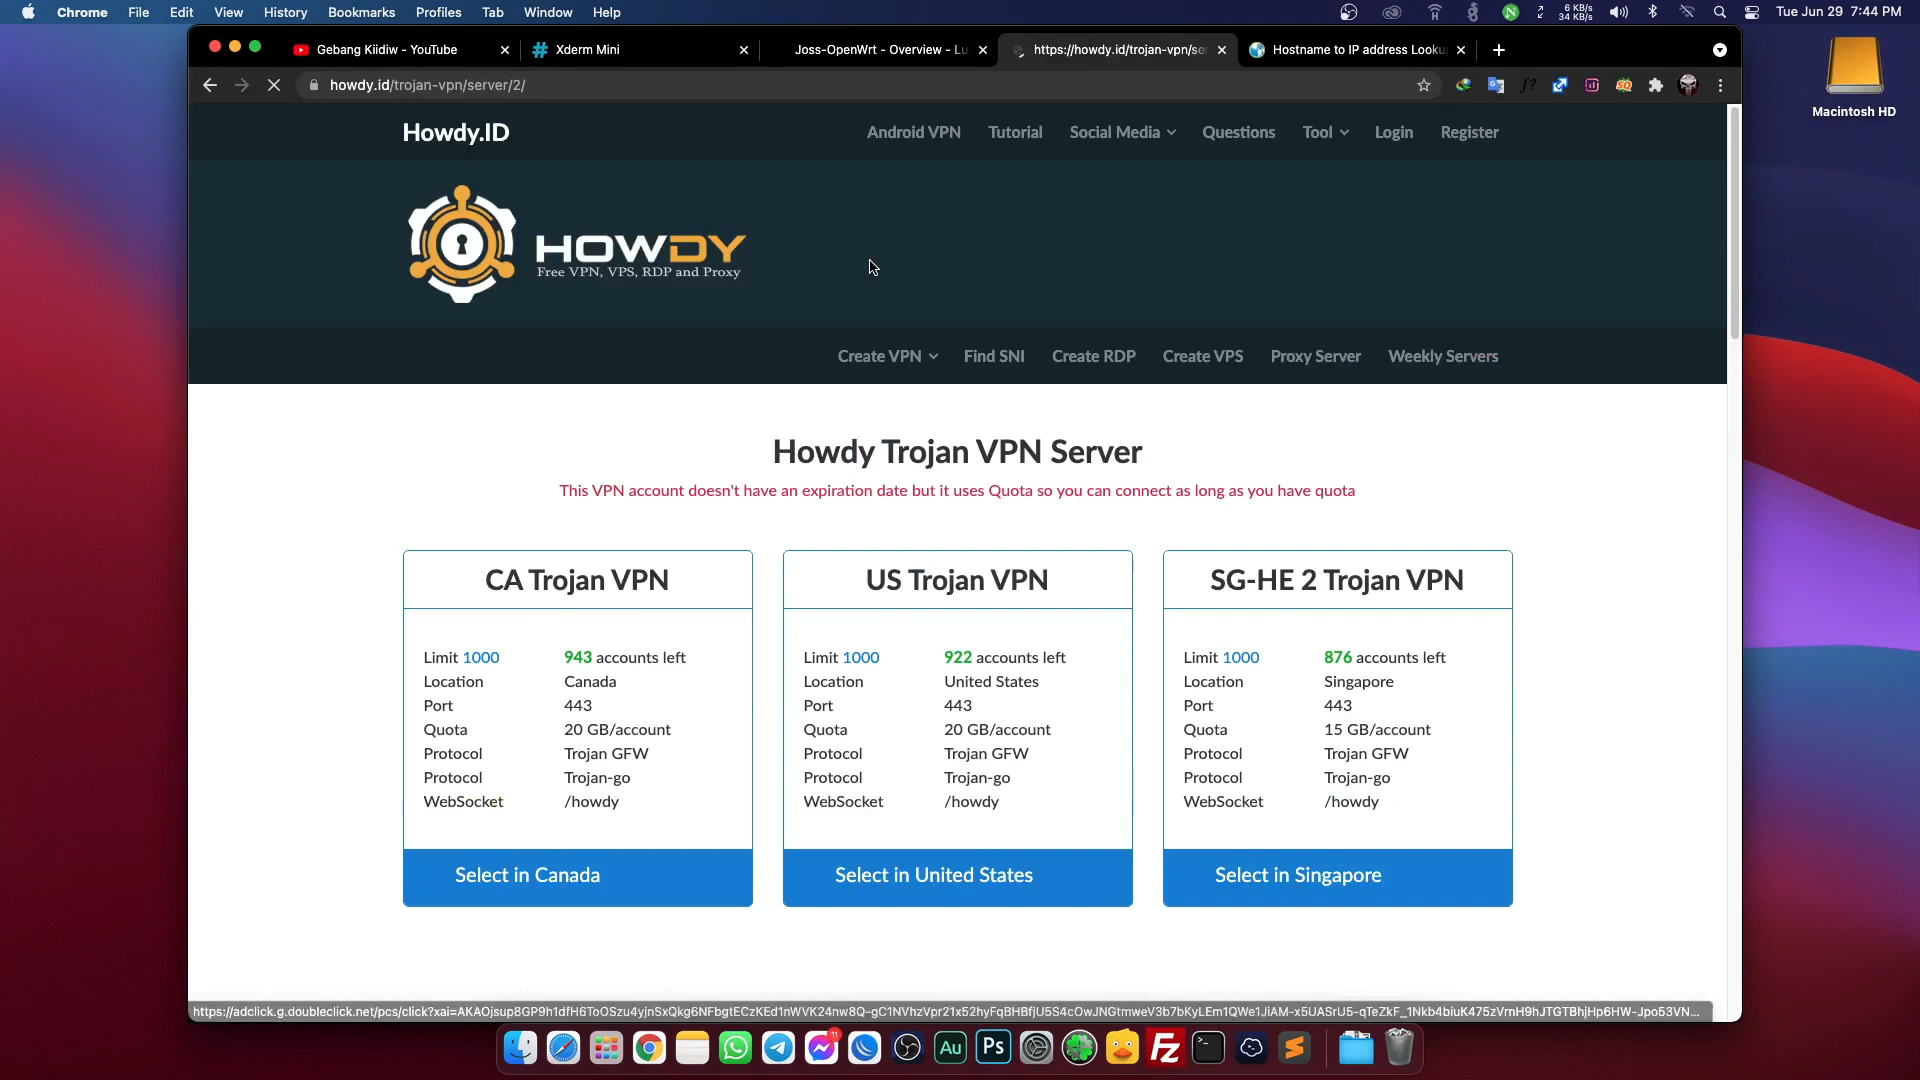 Chrome File Edit View History Bookmarks Profiles Tab Window Help
6 KB/s
34 KB/s
Tue Jun 29 7:44 PM
Gebang Kiidiw - YouTube
Xderm Mini
Joss-OpenWrt - Overview - Lu
https://howdy.id/trojan-vpn/se
Hostname to IP address Looku
howdy.id/trojan-vpn/server/2/
Macintosh HD
Howdy.ID
Android VPN Tutorial Social Media Questions Tool Login Register
HOWDY
Free VPN, VPS, RDP and Proxy
Create VPN Find SNI Create RDP Create VPS Proxy Server Weekly Servers
Howdy Trojan VPN Server
This VPN account doesn't have an expiration date but it uses Quota so you can connect as long as you have quota
CA Trojan VPN
Limit 1000 943 accounts left
Location Canada
Port 443
Quota 20 GB/account
Protocol Trojan GFW
Protocol Trojan-go
WebSocket /howdy
Select in Canada
US Trojan VPN
Limit 1000 922 accounts left
Location United States
Port 443
Quota 20 GB/account
Protocol Trojan GFW
Protocol Trojan-go
WebSocket /howdy
Select in United States
SG-HE 2 Trojan VPN
Limit 1000 876 accounts left
Location Singapore
Port 443
Quota 15 GB/account
Protocol Trojan GFW
Protocol Trojan-go
WebSocket /howdy
Select in Singapore
11
Au
Ps